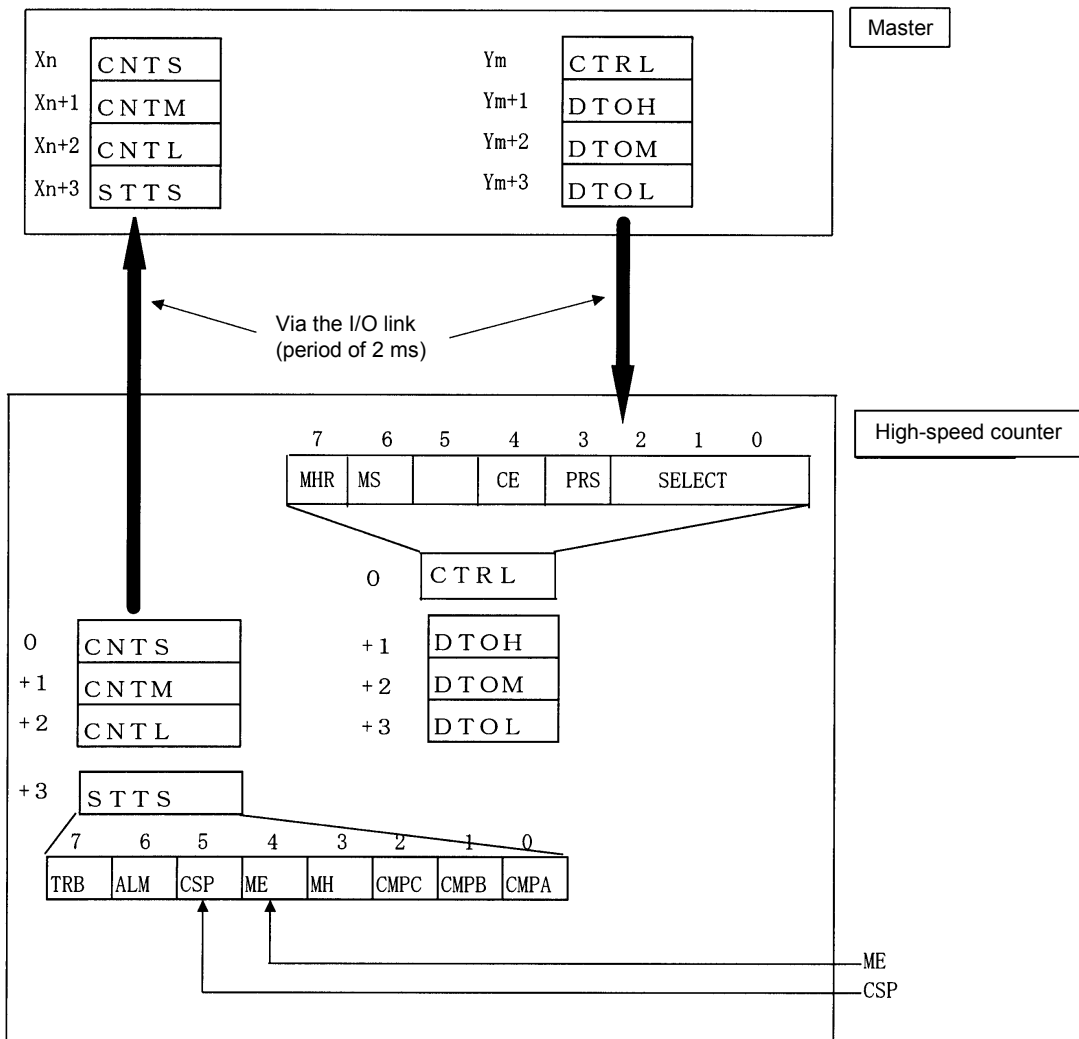 Master
Xn CNTS
Xn+1 CNTM
Xn+2 CNTL
Xn+3 STTS
Ym CTRL
Ym+1 DTOH
Ym+2 DTOM
Ym+3 DTOL
Via the I/O link
(period of 2 ms)
High-speed counter
7 6 5 4 3 2 1 0
MHR MS CE PRS SELECT
0 CTRL
+1 DTOH
+2 DTOM
+3 DTOL
0 CNTS
+1 CNTM
+2 CNTL
+3 STTS
7 6 5 4 3 2 1 0
TRB ALM CSP ME MH CMPC CMPB CMPA
ME
CSP